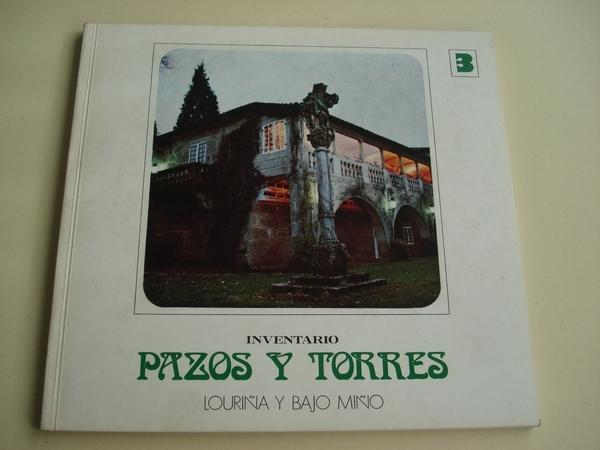 3
INVENTARIO
PAZOS Y TORRES
LOURIÑA Y BAJO MIÑO